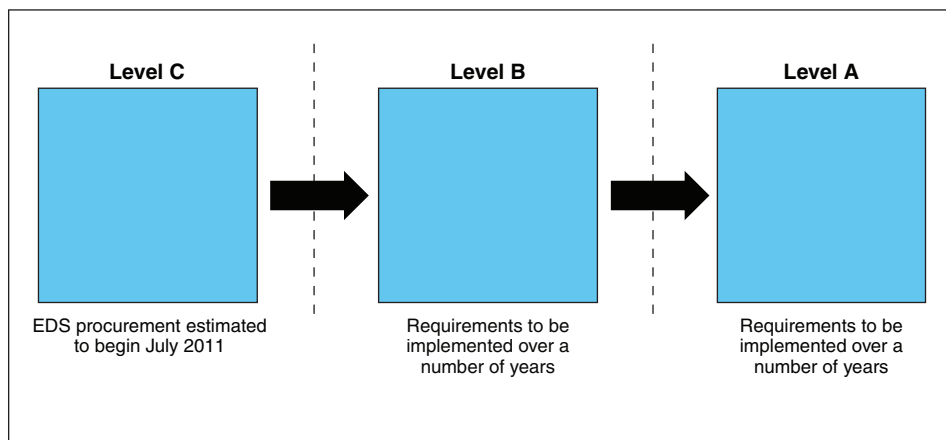 Level C
Level B
Level A
EDS procurement estimated
to begin July 2011
Requirements to be
implemented over a
number of years
Requirements to be
implemented over a
number of years